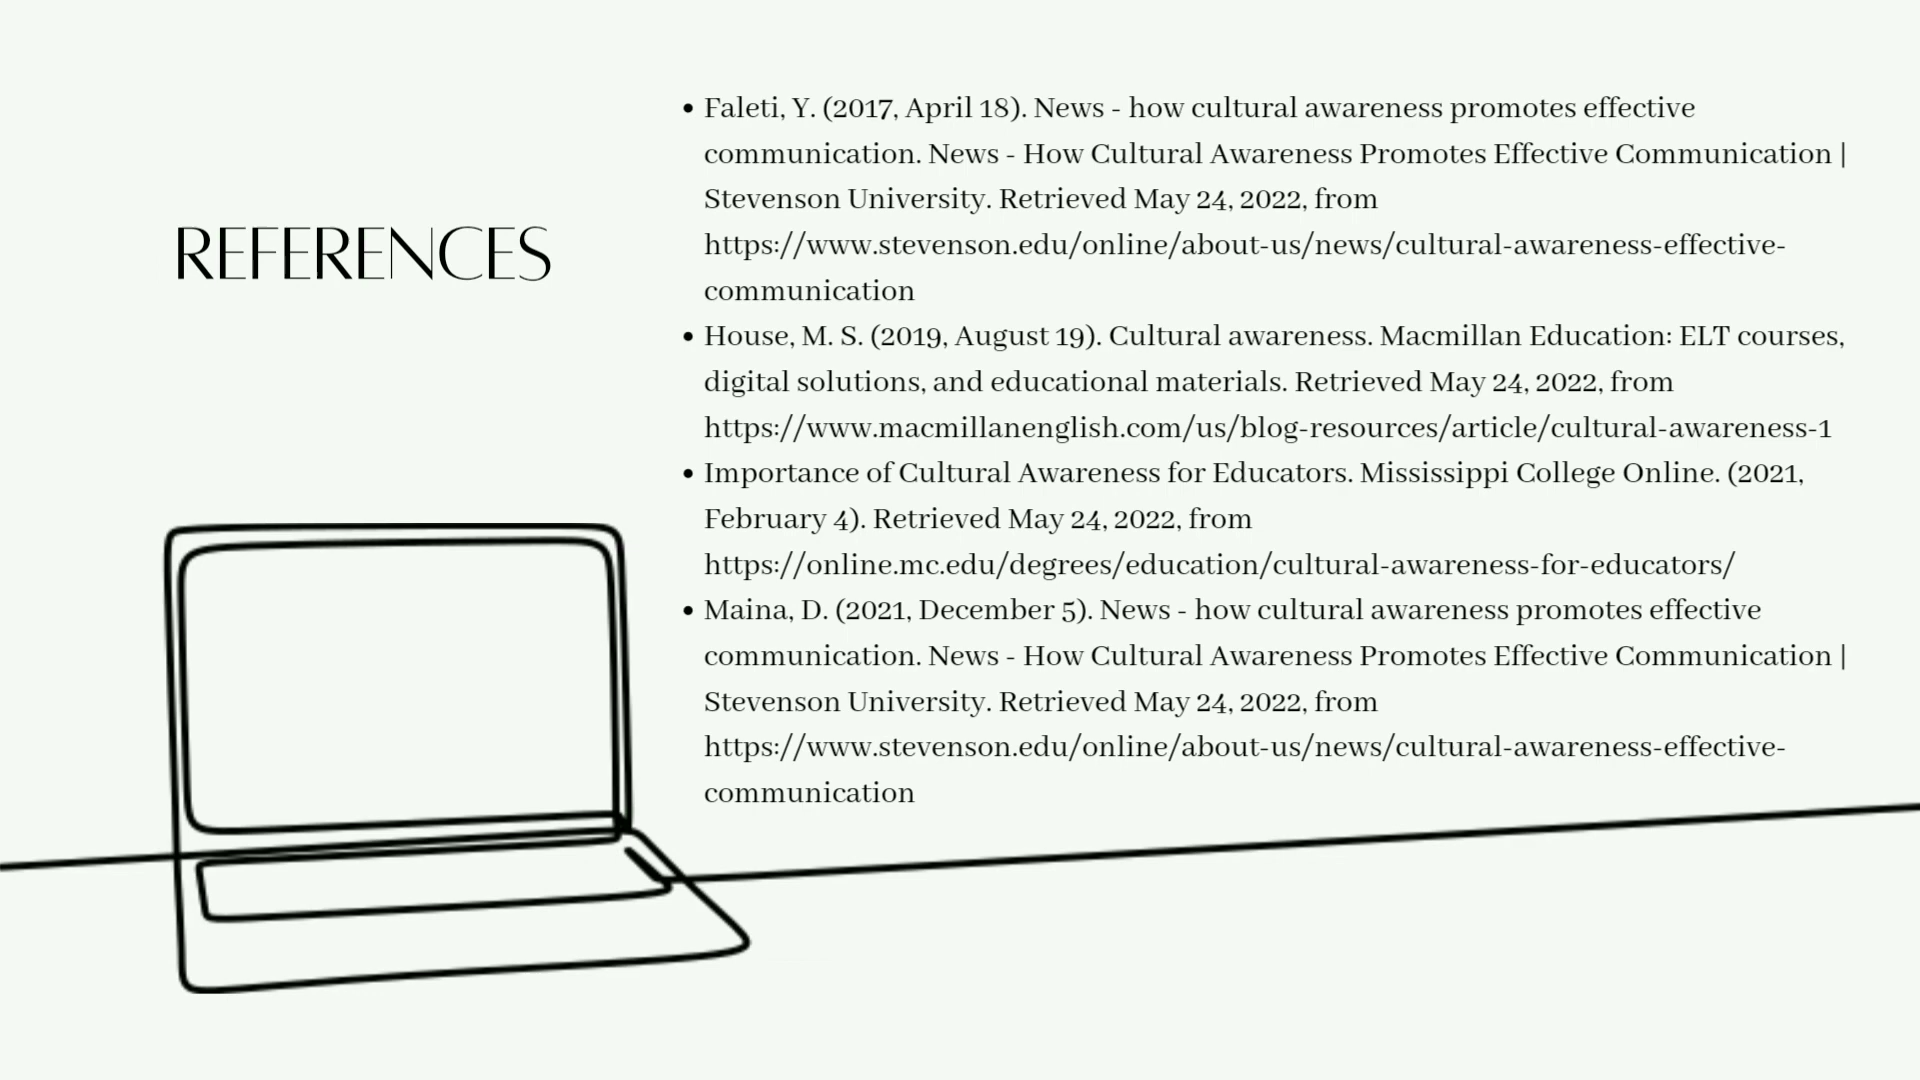 REFERENCES
• Faleti, Y. (2017, April 18). News - how cultural awareness promotes effective
communication. News - How Cultural Awareness Promotes Effective Communication |
Stevenson University. Retrieved May 24, 2022, from
https://www.stevenson.edu/online/about-us/news/cultural-awareness-effective-
communication
• House, M. S. (2019, August 19). Cultural awareness. Macmillan Education: ELT courses,
digital solutions, and educational materials. Retrieved May 24, 2022, from
https://www.macmillanenglish.com/us/blog-resources/article/cultural-awareness-1
• Importance of Cultural Awareness for Educators. Mississippi College Online. (2021,
February 4). Retrieved May 24, 2022, from
https://online.mc.edu/degrees/education/cultural-awareness-for-educators/
• Maina, D. (2021, December 5). News - how cultural awareness promotes effective
communication. News - How Cultural Awareness Promotes Effective Communication |
Stevenson University. Retrieved May 24, 2022, from
https://www.stevenson.edu/online/about-us/news/cultural-awareness-effective-
communication